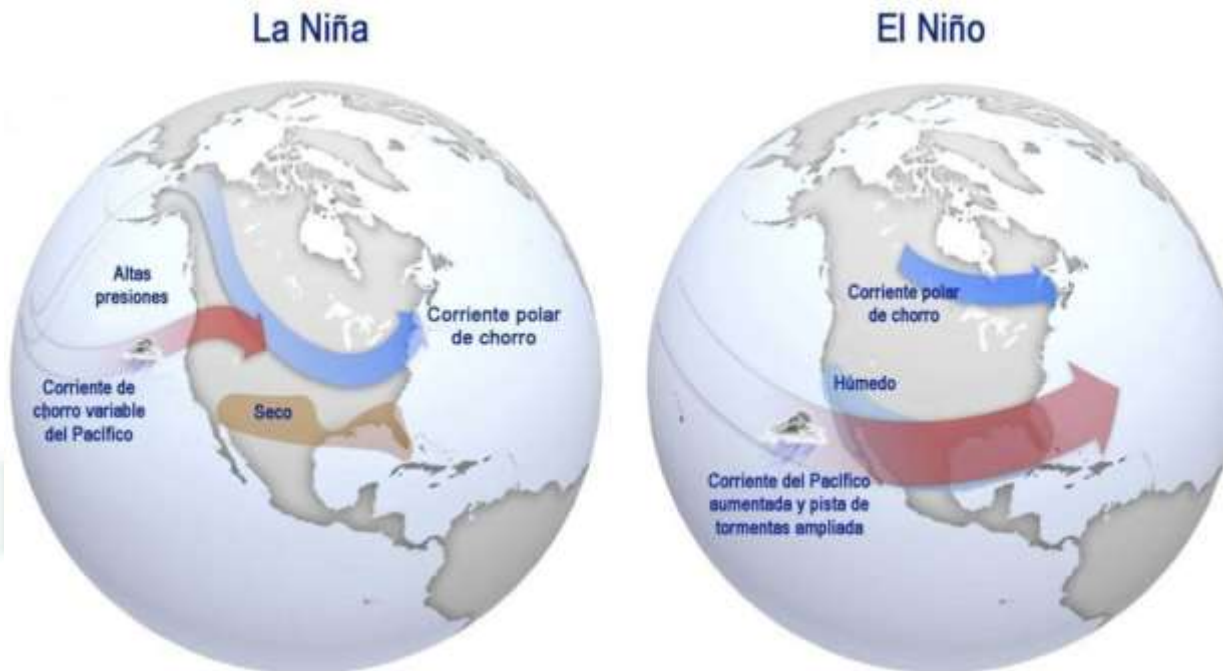 La Niña
Altas
presiones
Corriente polar
de chorro
Corriente de
chorro variable
del Pacífico
Seco
El Niño
Corriente polar
de chorro
Húmedo
Corriente del Pacífico
aumentada y pista de
tormentas ampliada